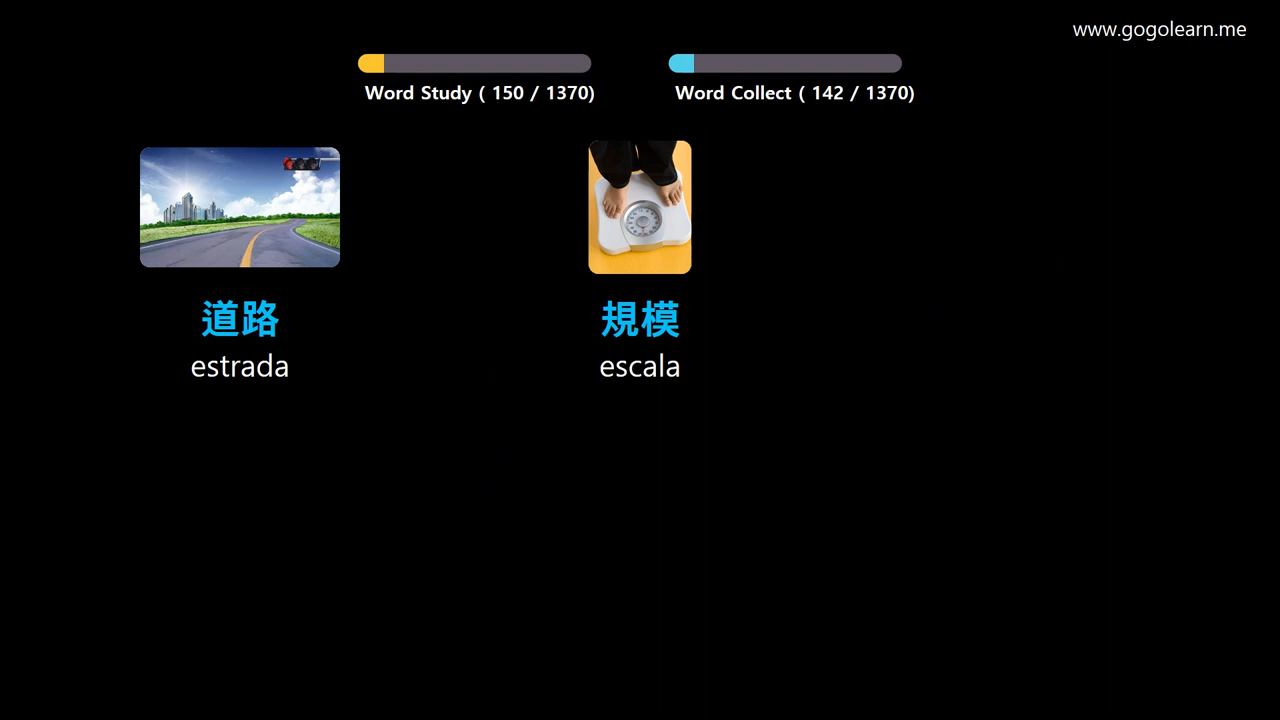 www.gogolearn.me
Word Study ( 150 / 1370)
Word Collect ( 142 / 1370)
道路
estrada
規模
escala